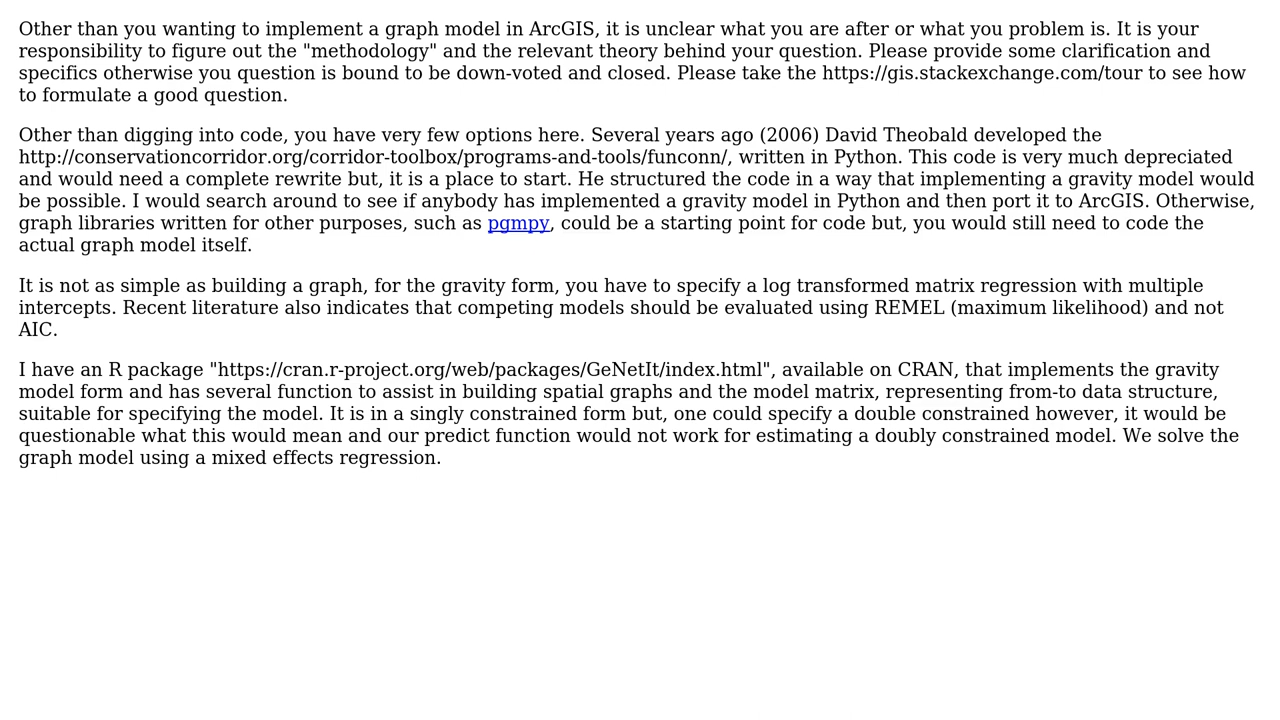 Other than you wanting to implement a graph model in ArcGIS, it is unclear what you are after or what you problem is. It is your
responsibility to figure out the "methodology" and the relevant theory behind your question. Please provide some clarification and
specifics otherwise you question is bound to be down-voted and closed. Please take the https://gis.stackexchange.com/tour to see how
to formulate a good question.
Other than digging into code, you have very few options here. Several years ago (2006) David Theobald developed the
http://conservationcorridor.org/corridor-toolbox/programs-and-tools/funconn/, written in Python. This code is very much depreciated
and would need a complete rewrite but, it is a place to start. He structured the code in a way that implementing a gravity model would
be possible. I would search around to see if anybody has implemented a gravity model in Python and then port it to ArcGIS. Otherwise,
graph libraries written for other purposes, such as pgmpy, could be a starting point for code but, you would still need to code the
actual graph model itself.
It is not as simple as building a graph, for the gravity form, you have to specify a log transformed matrix regression with multiple
intercepts. Recent literature also indicates that competing models should be evaluated using REMEL (maximum likelihood) and not
AIC.
I have an R package "https://cran.r-project.org/web/packages/GeNetIt/index.html", available on CRAN, that implements the gravity
model form and has several function to assist in building spatial graphs and the model matrix, representing from-to data structure,
suitable for specifying the model. It is in a singly constrained form but, one could specify a double constrained however, it would be
questionable what this would mean and our predict function would not work for estimating a doubly constrained model. We solve the
graph model using a mixed effects regression.